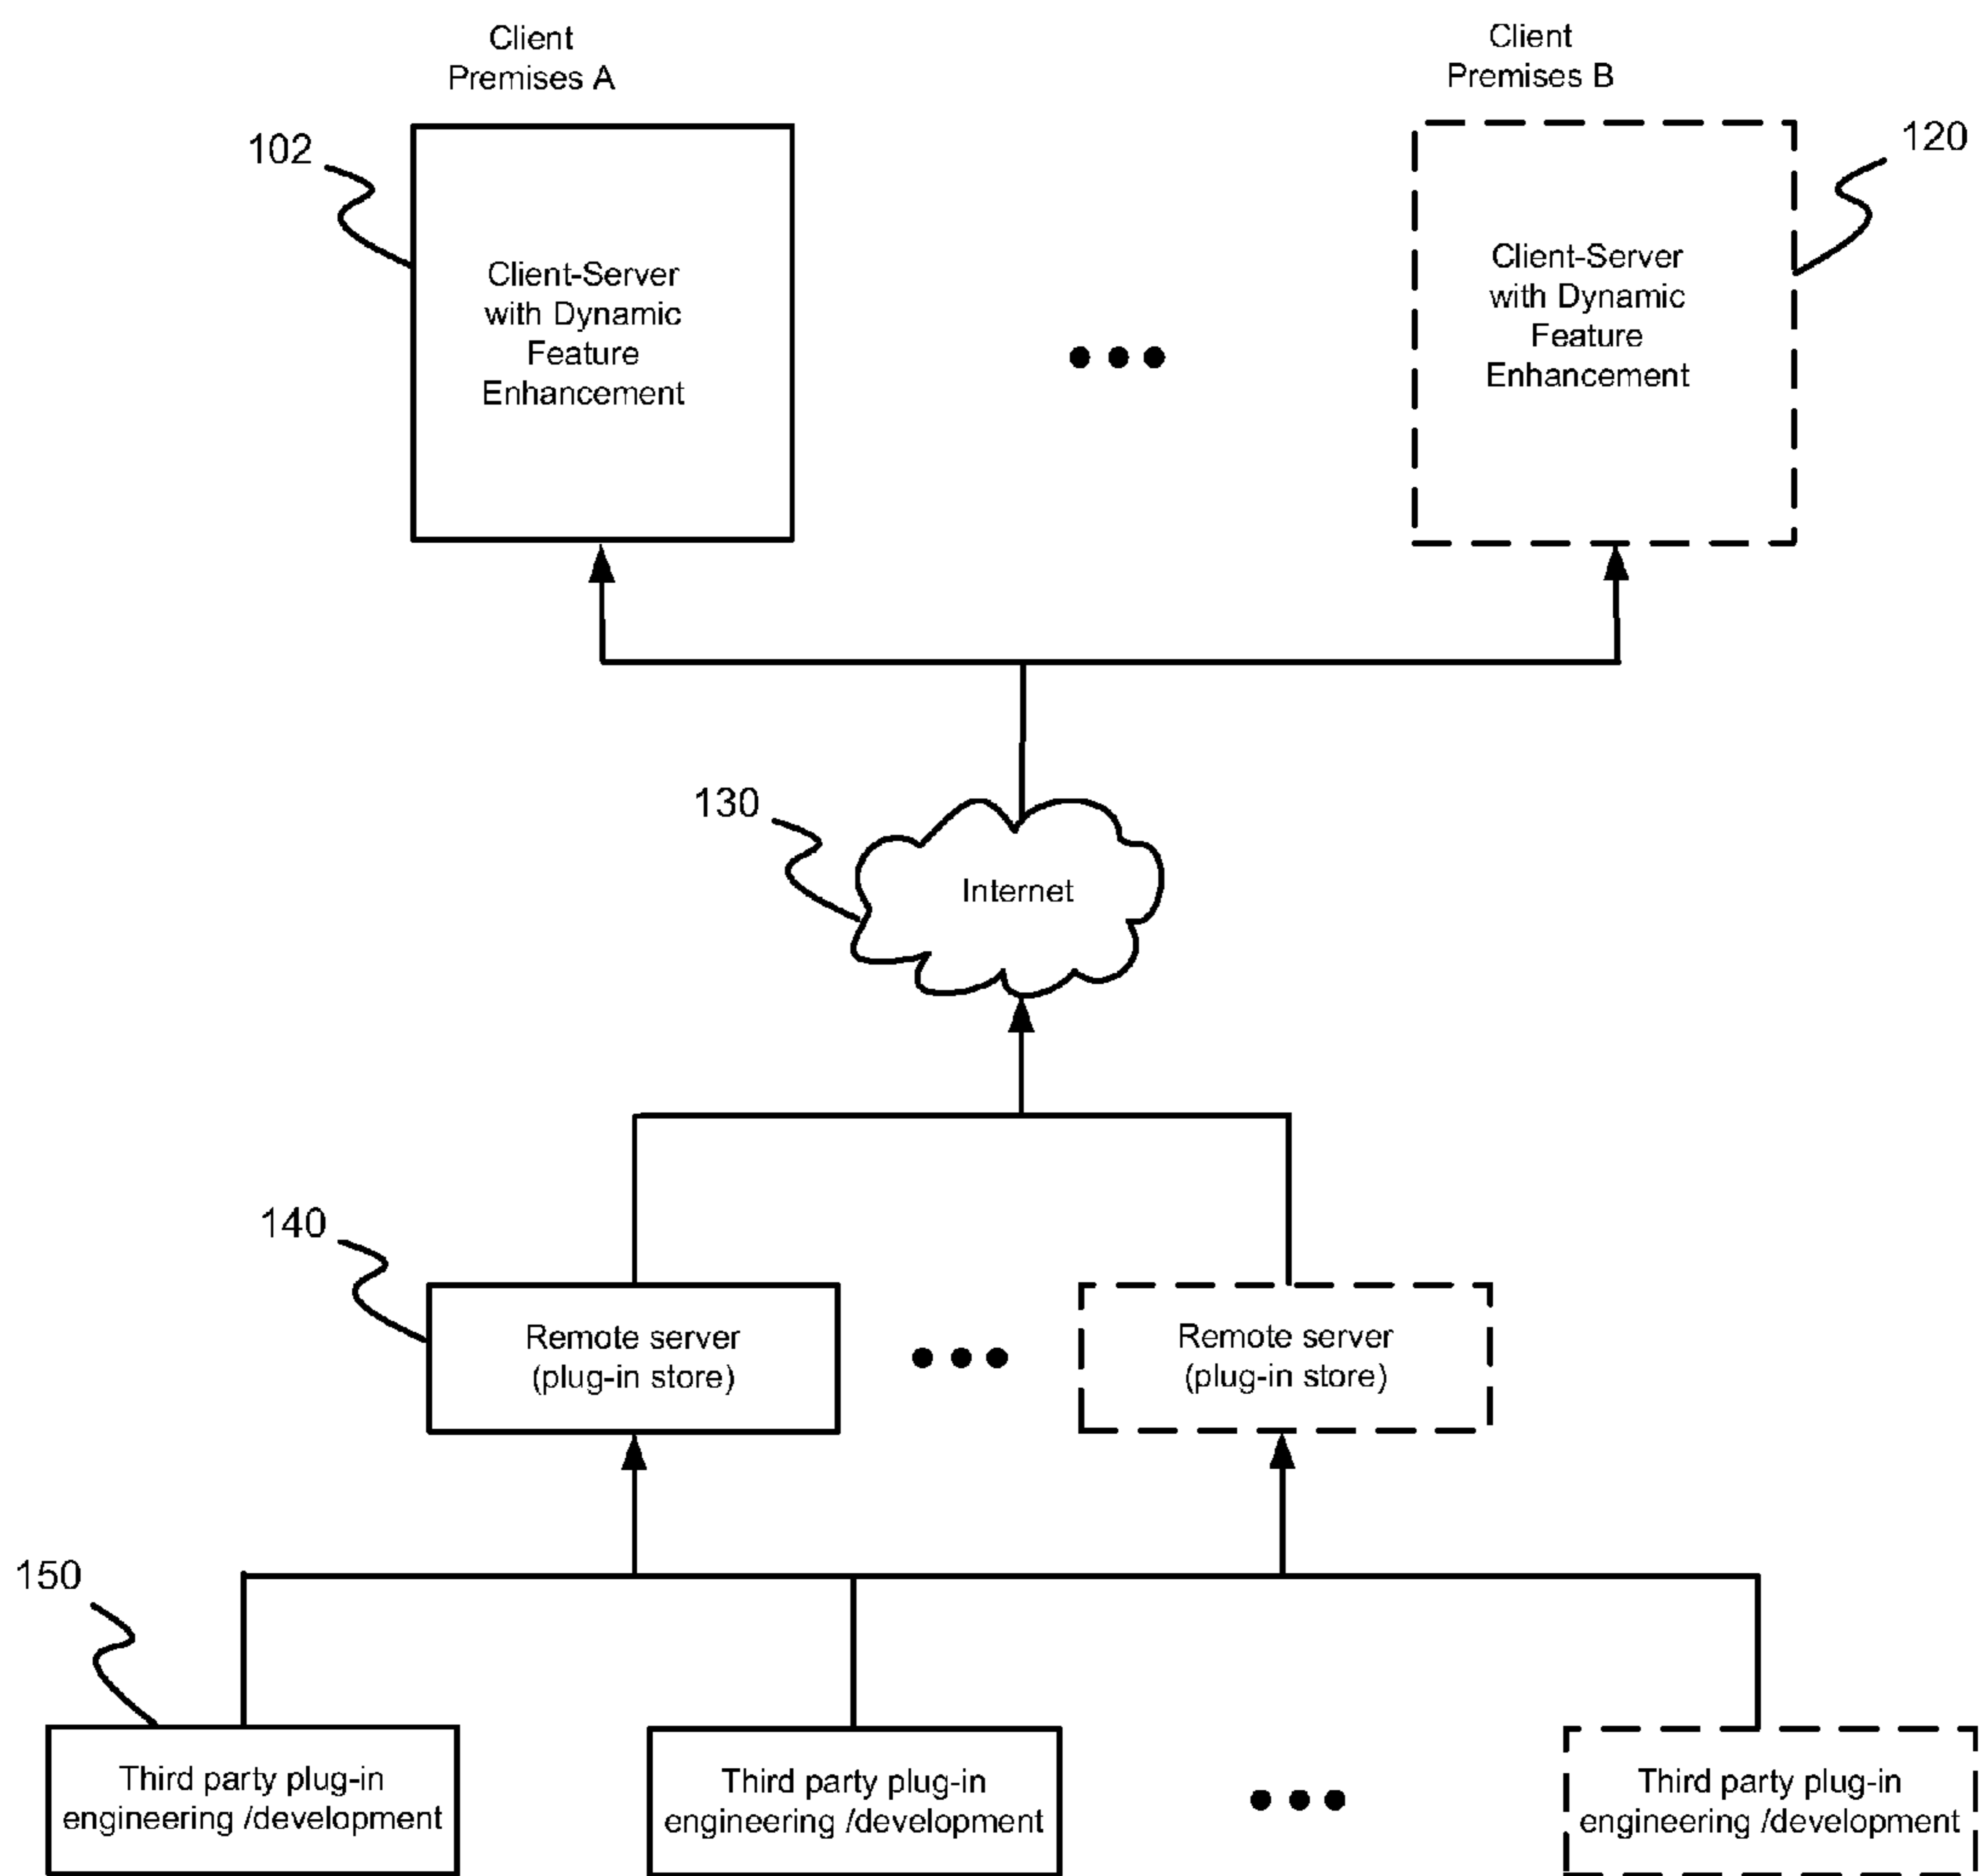 Client
Premises A
Client
Premises B
102
120
Client-Server
with Dynamic
Feature
Enhancement
Client-Server
with Dynamic
Feature
Enhancement
130
Internet
140
Remote server
(plug-in store)
Remote server
(plug-in store)
150
Third party plug-in
engineering /development
Third party plug-in
engineering /development
Third party plug-in
engineering /development